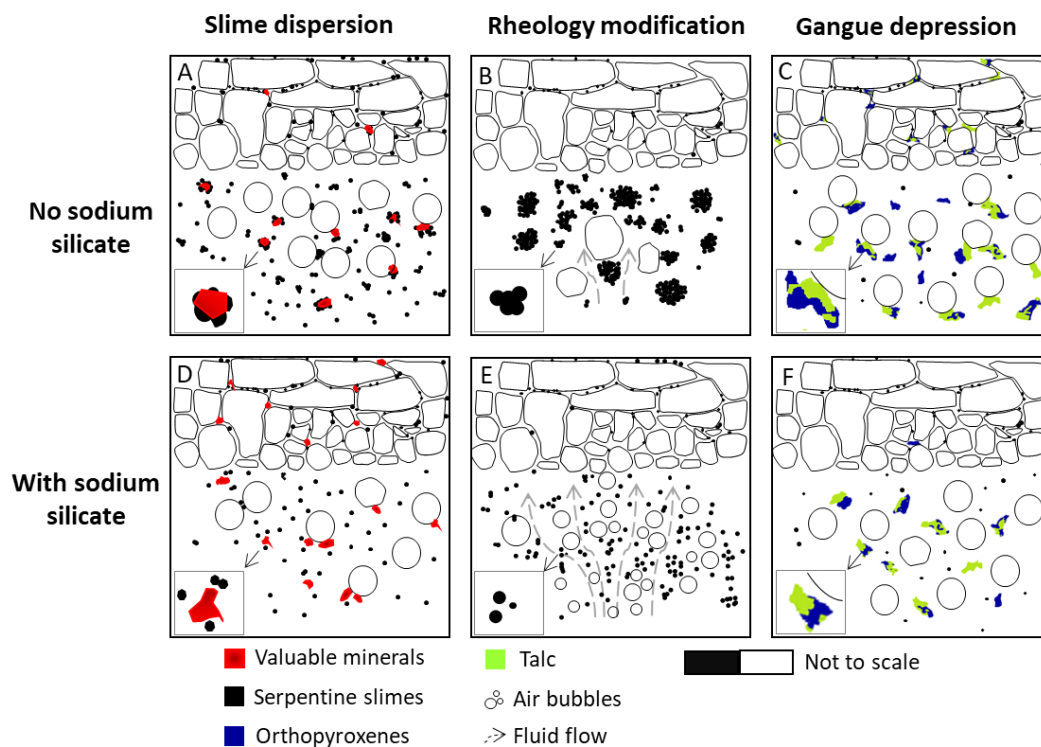 Slime dispersion
Rheology modification
Gangue depression
No sodium
silicate
A
B
C
With sodium
silicate
D
E
F
Valuable minerals
Talc
Not to scale
Serpentine slimes
Air bubbles
Orthopyroxenes
Fluid flow